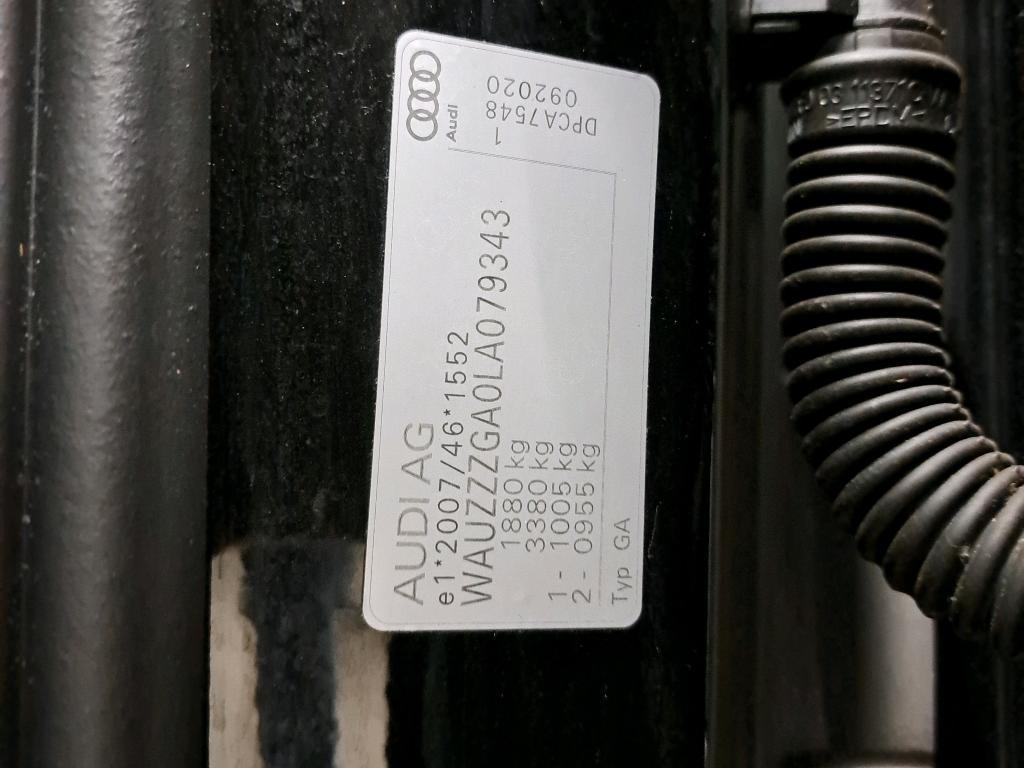 AUDI AG
e1*2007/46*1552
WAUZZZGA0LA079343
1880 kg
3380 kg
1 - 1005 kg
2 - 0955 kg
Typ GA
Audi
1
DPCA7548
092020
>EPDM<